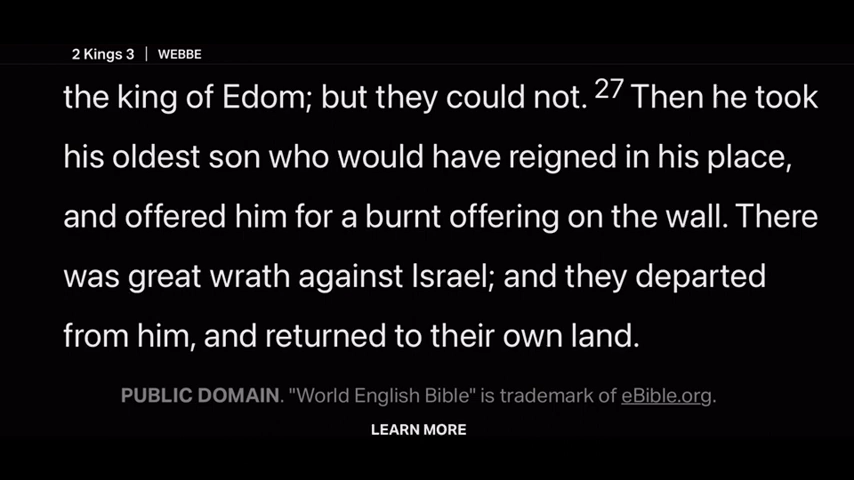 2 Kings 3 | WEBBE
the king of Edom; but they could not. 27 Then he took
his oldest son who would have reigned in his place,
and offered him for a burnt offering on the wall. There
was great wrath against Israel; and they departed
from him, and returned to their own land.
PUBLIC DOMAIN. "World English Bible" is trademark of eBible.org.
LEARN MORE